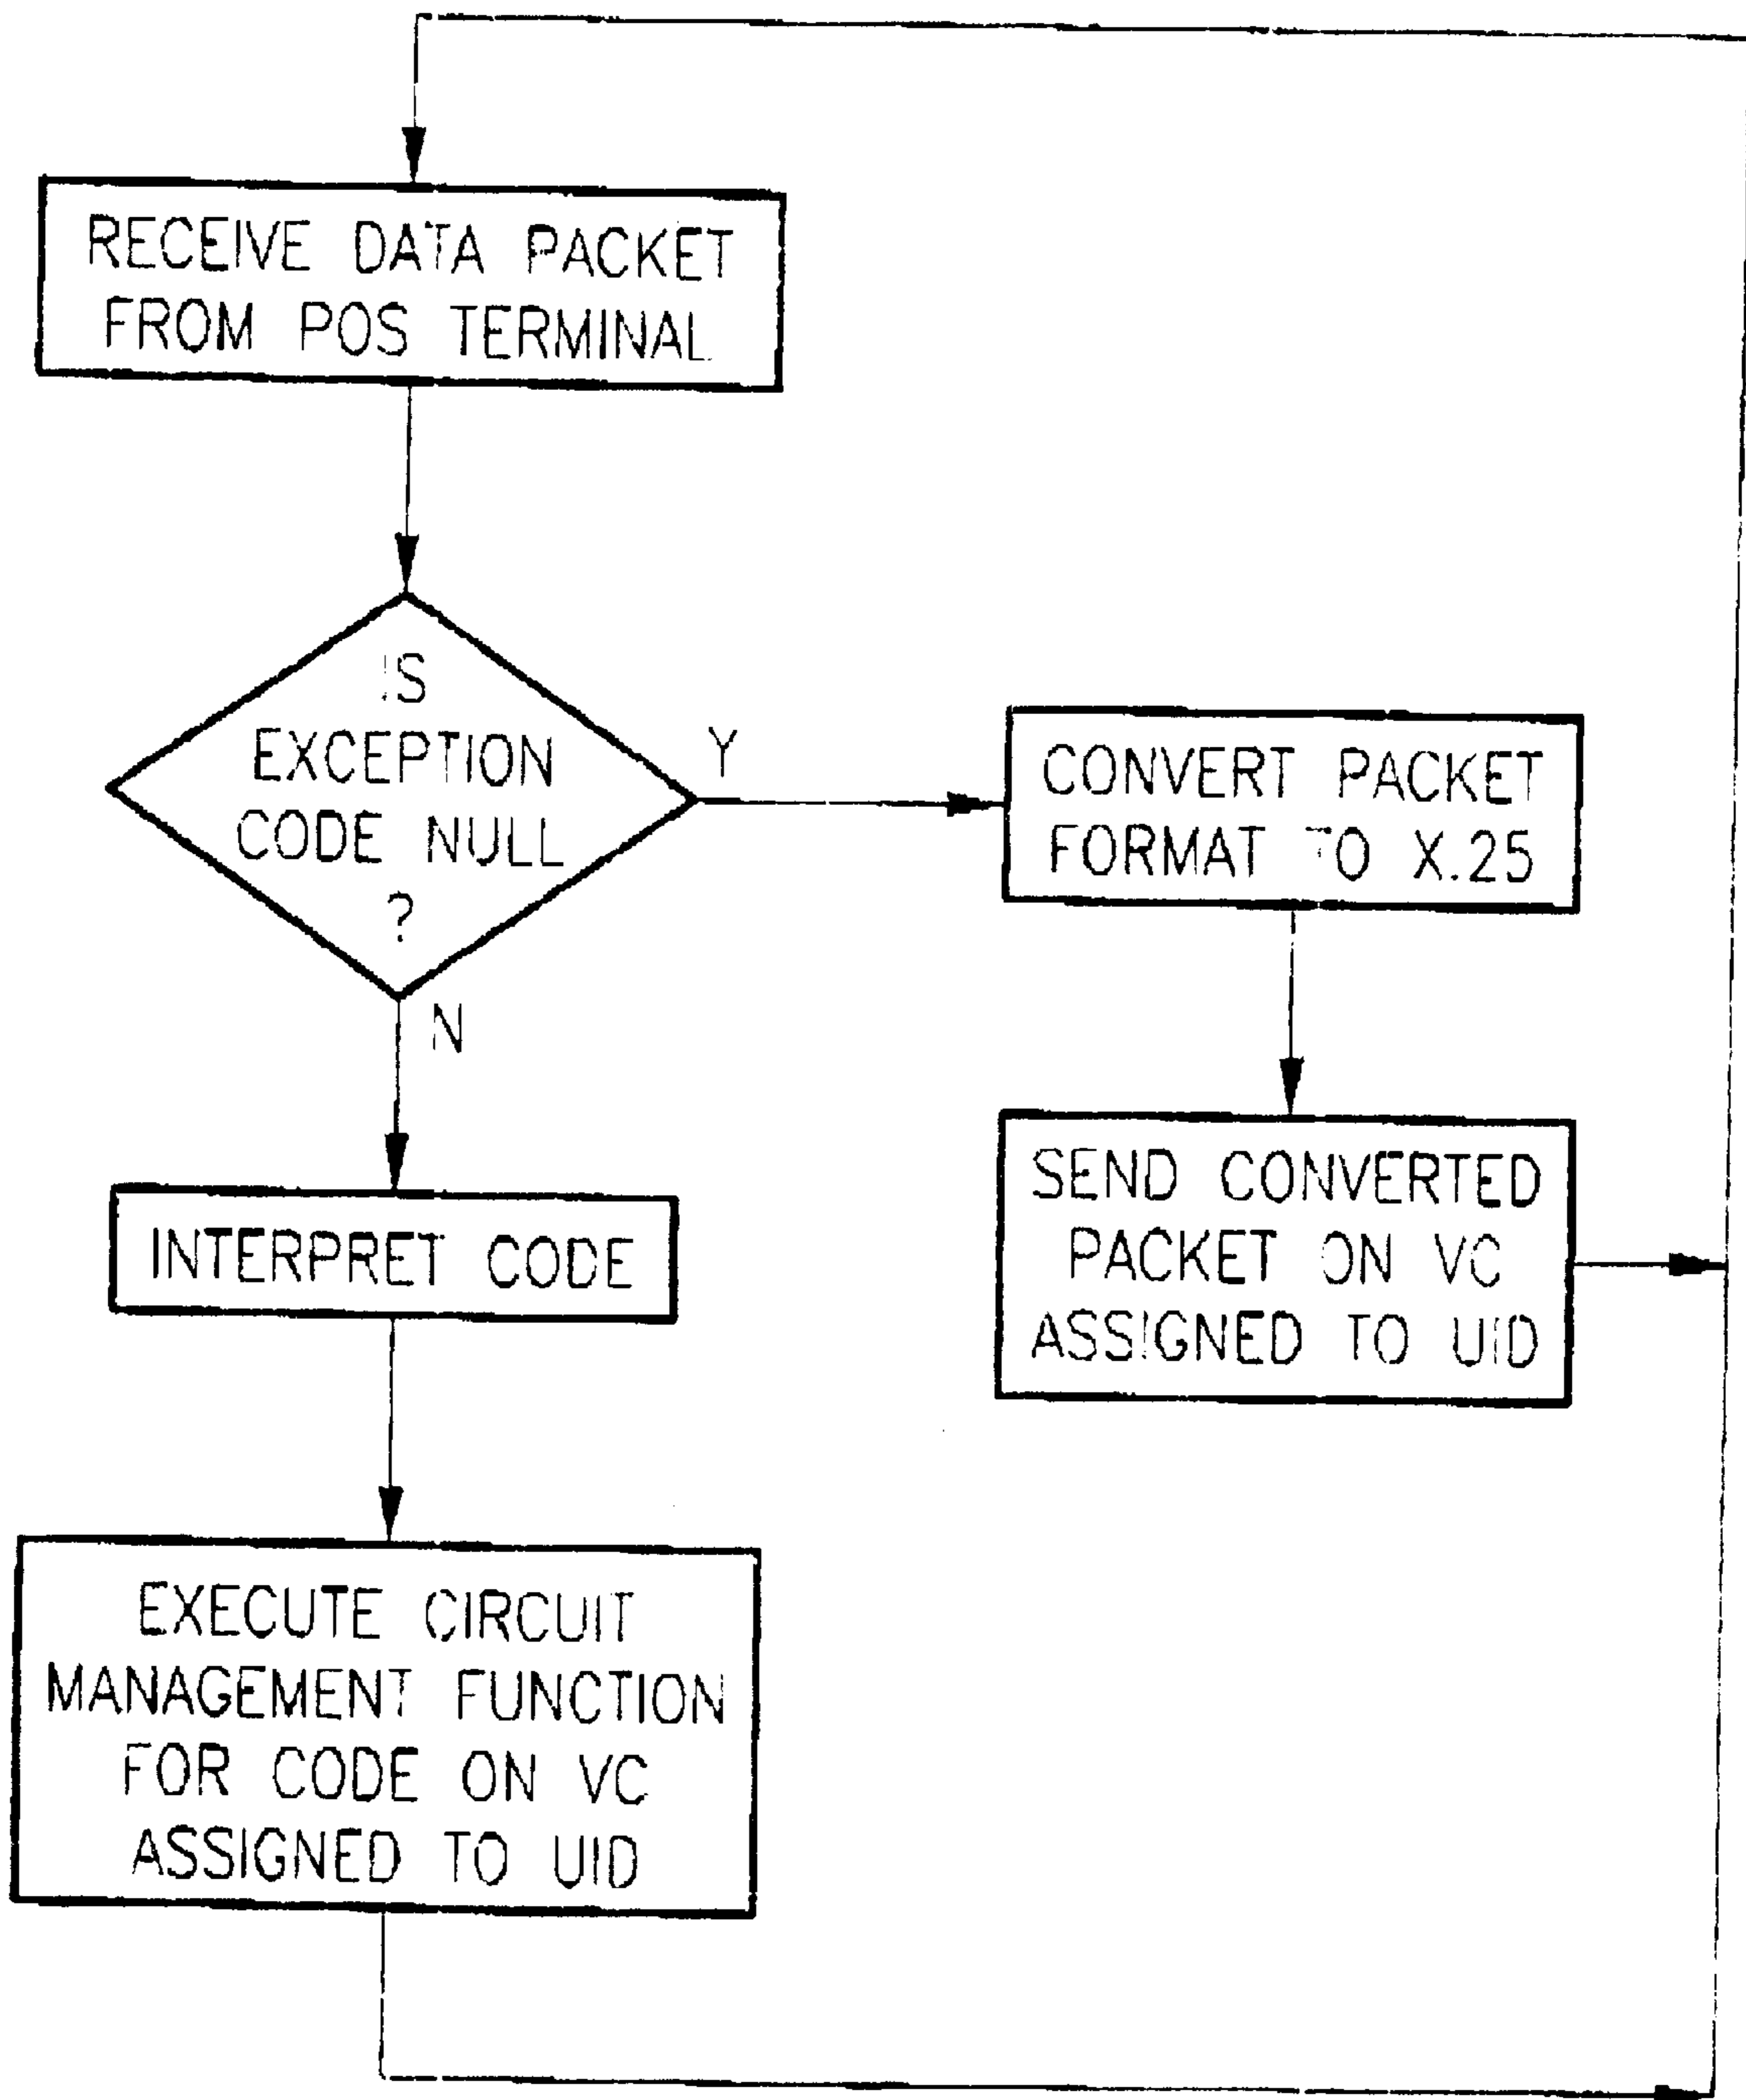 RECEIVE DATA PACKET
FROM POS TERMINAL
IS
EXCEPTION
CODE NULL
?
Y
N
CONVERT PACKET
FORMAT TO X.25
SEND CONVERTED
PACKET ON VC
ASSIGNED TO UID
INTERPRET CODE
EXECUTE CIRCUIT
MANAGEMENT FUNCTION
FOR CODE ON VC
ASSIGNED TO UID